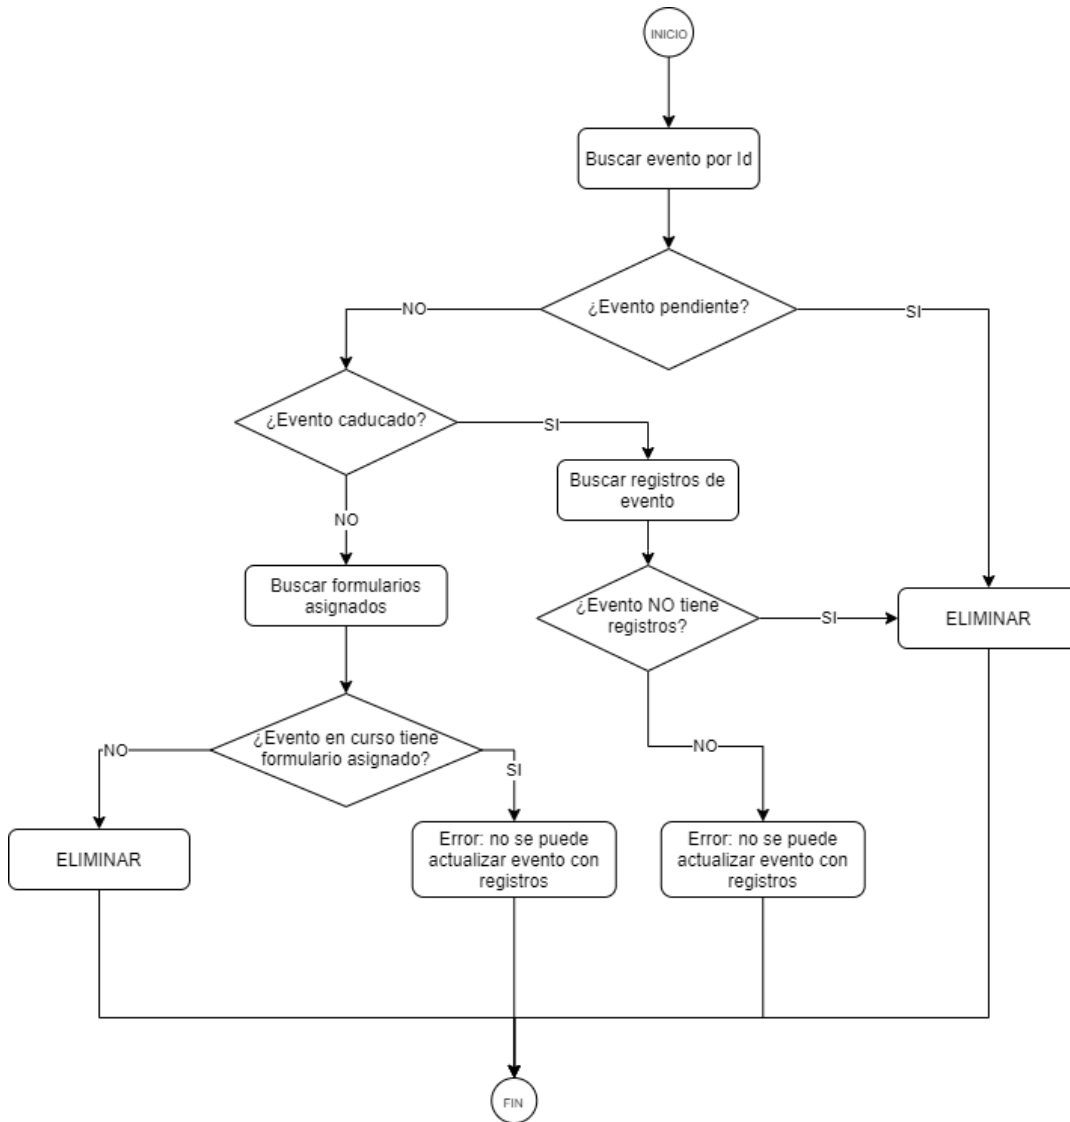 INICIO
Buscar evento por Id
¿Evento pendiente?
NO
SI
¿Evento caducado?
SI
Buscar registros de
evento
NO
Buscar formularios
asignados
¿Evento NO tiene
registros?
SI
ELIMINAR
¿Evento en curso tiene
formulario asignado?
NO
SI
NO
ELIMINAR
Error: no se puede
actualizar evento con
registros
Error: no se puede
actualizar evento con
registros
FIN